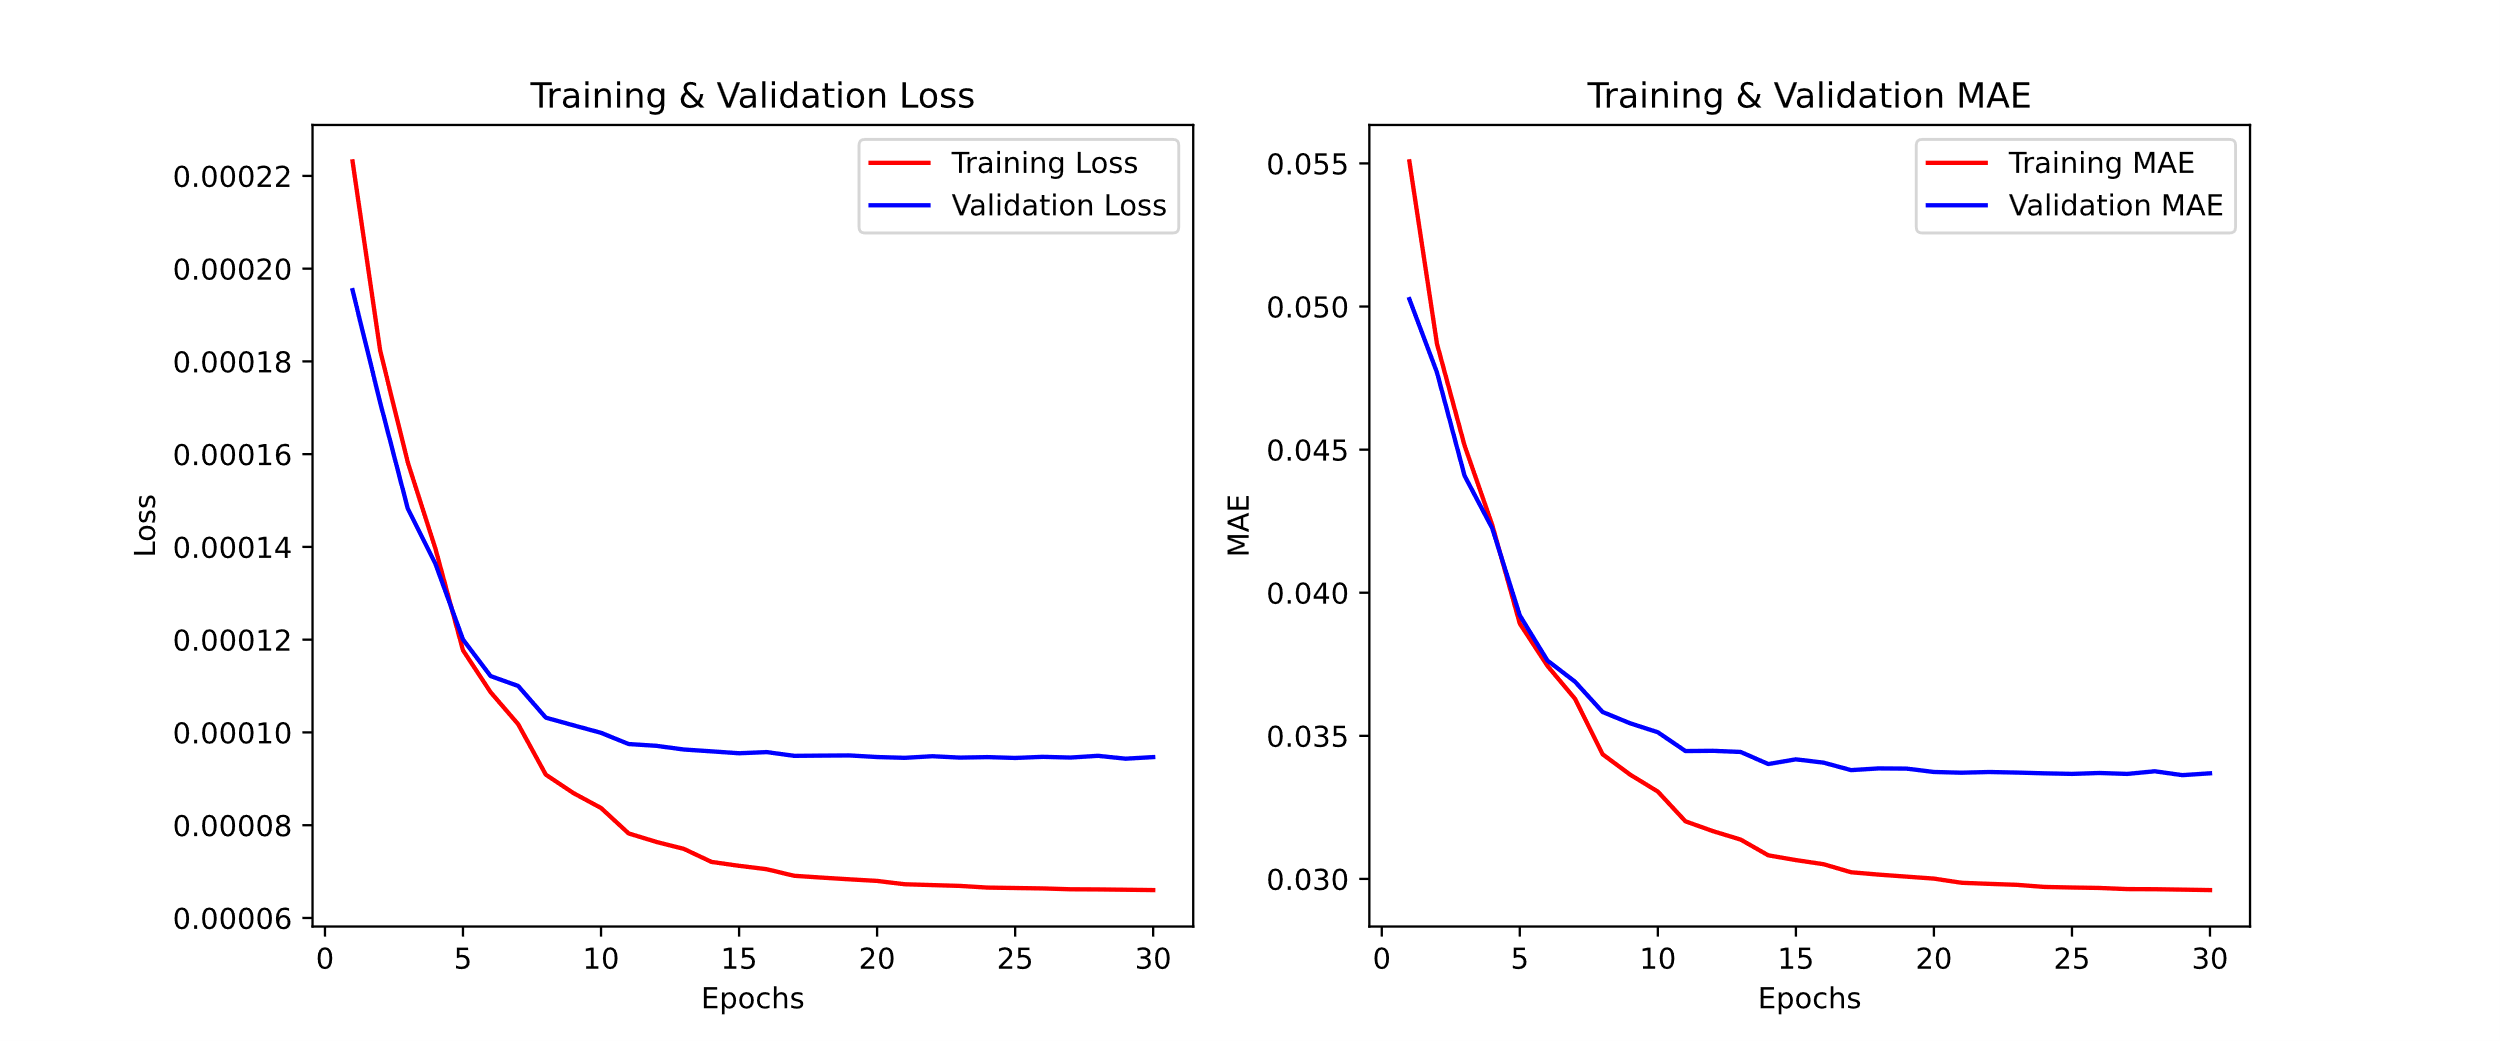 Training & Validation Loss
Training Loss
Validation Loss
0.00022
0.00020
0.00018
0.00016
0.00014
0.00012
0.00010
0.00008
0.00006
Loss
0 5 10 15 20 25 30
Epochs
Training & Validation MAE
Training MAE
Validation MAE
0.055
0.050
0.045
0.040
0.035
0.030
MAE
0 5 10 15 20 25 30
Epochs